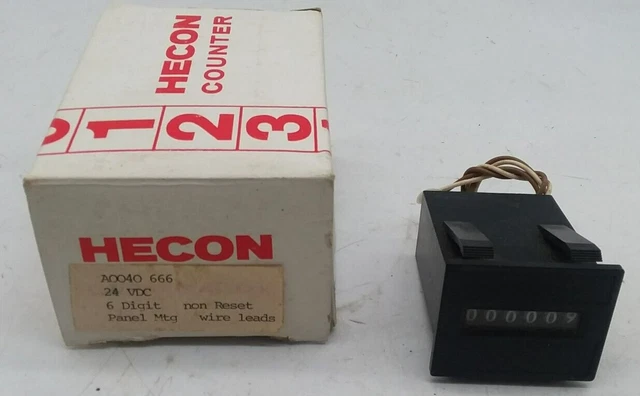 HECON
COUNTER
0 1 2 3
HECON
A0040 666
24 VDC
6 Digit non Reset
Panel Mtg wire leads
000009